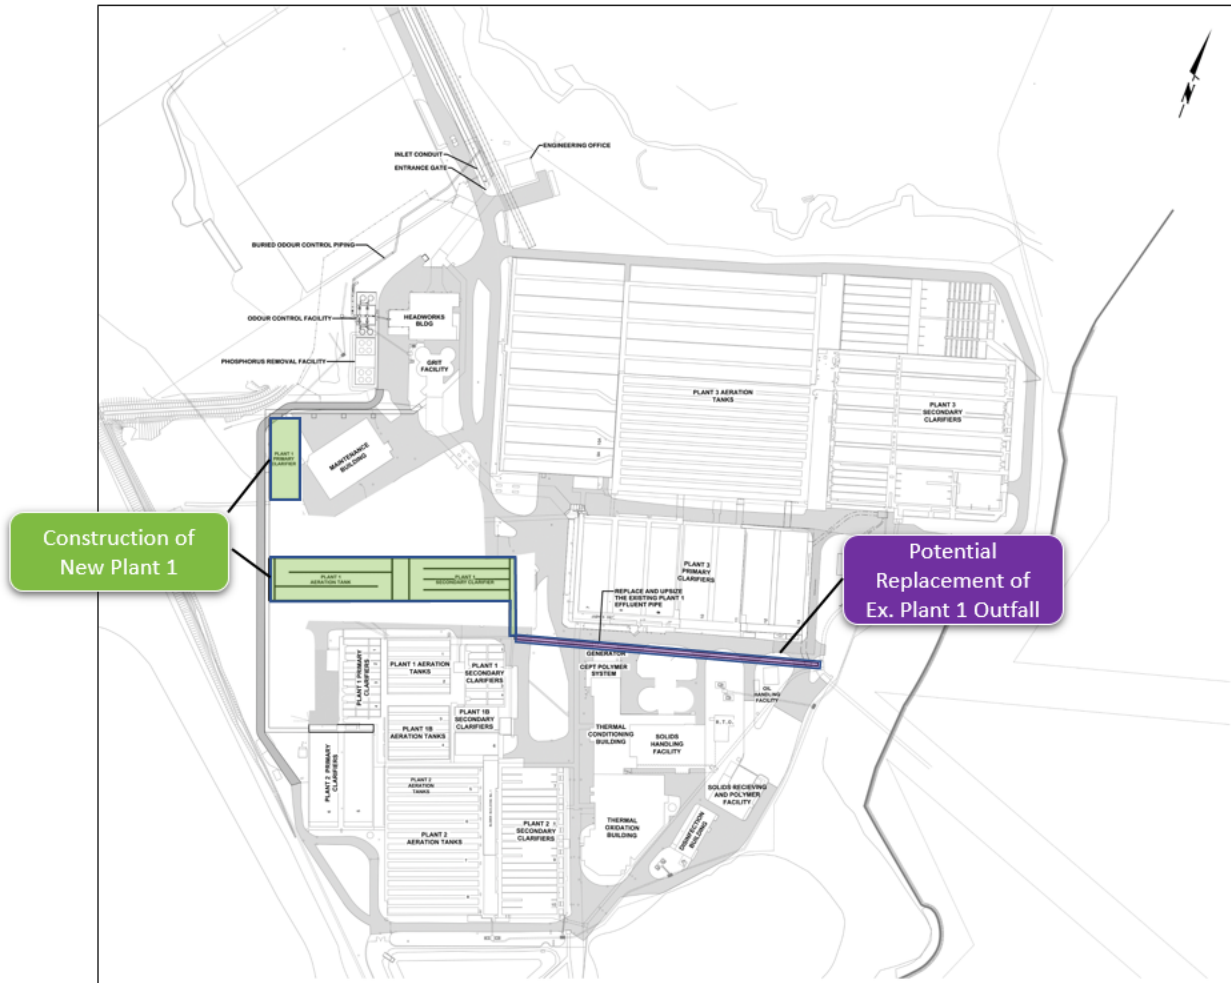 INLET CONDUIT
ENTRANCE GATE
ENGINEERING OFFICE
BURIED ODOUR CONTROL PIPING
ODOUR CONTROL FACILITY
HEADWORKS
BLDG
PHOSPHORUS REMOVAL FACILITY
GRIT
FACILITY
PLANT 3 AERATION
TANKS
PLANT 3
SECONDARY
CLARIFIERS
MAINTENANCE
BUILDING
PLANT 1
PRIMARY
CLARIFIER
Construction of
New Plant 1
PLANT 1
AERATION TANK
PLANT 1
SECONDARY CLARIFIER
PLANT 3
PRIMARY
CLARIFIERS
Potential
Replacement of
Ex. Plant 1 Outfall
REPLACE AND UPSIZE
THE EXISTING PLANT 1
EFFLUENT PIPE
GENERATOR
CEPT POLYMER
SYSTEM
PLANT 1 PRIMARY
CLARIFIERS
PLANT 1 AERATION
TANKS
PLANT 1
SECONDARY
CLARIFIERS
OIL
HANDLING
FACILITY
PLANT 1B
SECONDARY
CLARIFIERS
PLANT 1B
AERATION TANKS
THERMAL
CONDITIONING
BUILDING
SOLIDS
HANDLING
FACILITY
R.T.O.
PLANT 2 PRIMARY
CLARIFIERS
PLANT 2
AERATION
TANKS
PLANT 2
AERATION TANKS
PLANT 2
SECONDARY
CLARIFIERS
THERMAL
OXIDATION
BUILDING
SOLIDS RECIEVING
AND POLYMER
FACILITY
DISINFECTION
BUILDING
N